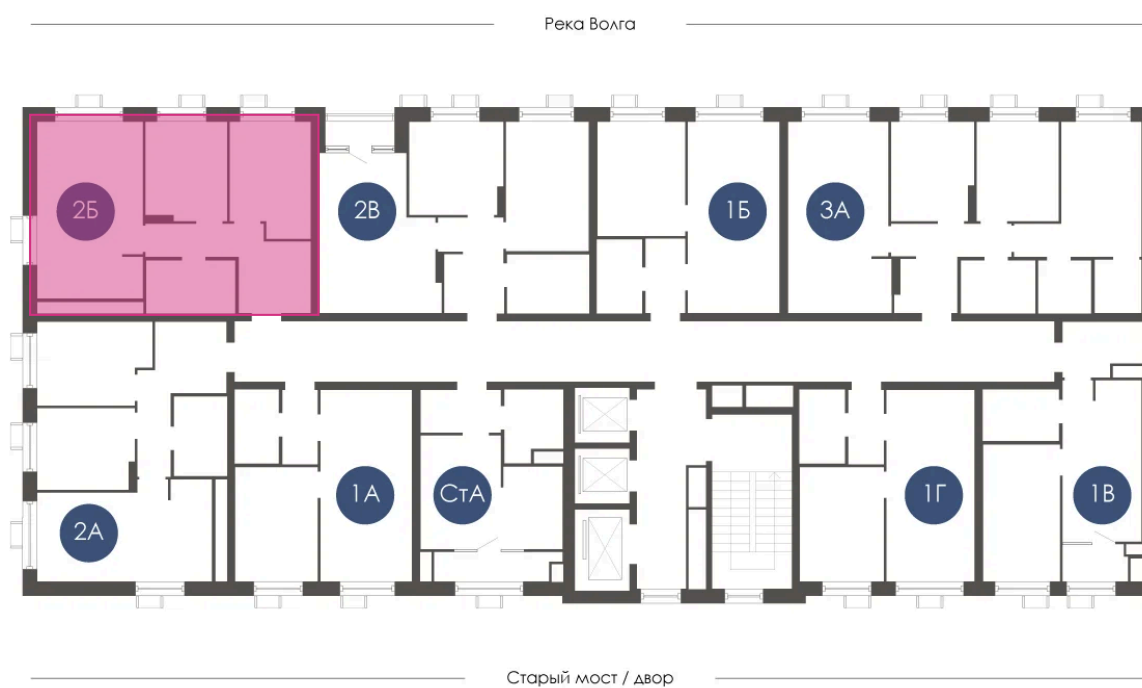 Река Волга
2Б
2В
1Б
3А
2А
1А
СтА
1Г
1В
Старый мост / двор